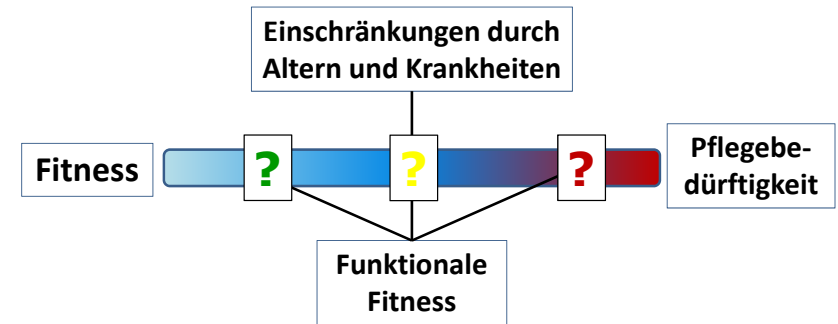 Einschränkungen durch
Altern und Krankheiten
Fitness
?
?
?
Pflegebe-
dürftigkeit
Funktionale
Fitness